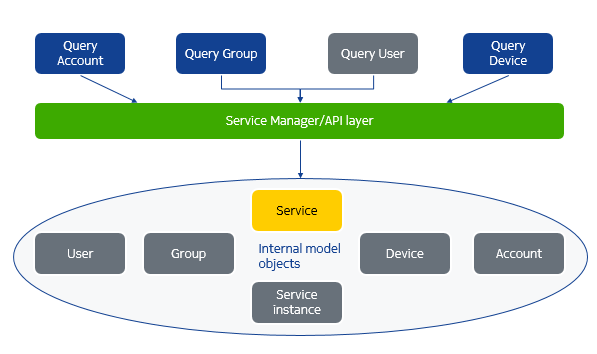 Query
Account
Query Group
Query User
Query
Device
Service Manager/API layer
Service
User
Group
Internal model
objects
Device
Account
Service
instance